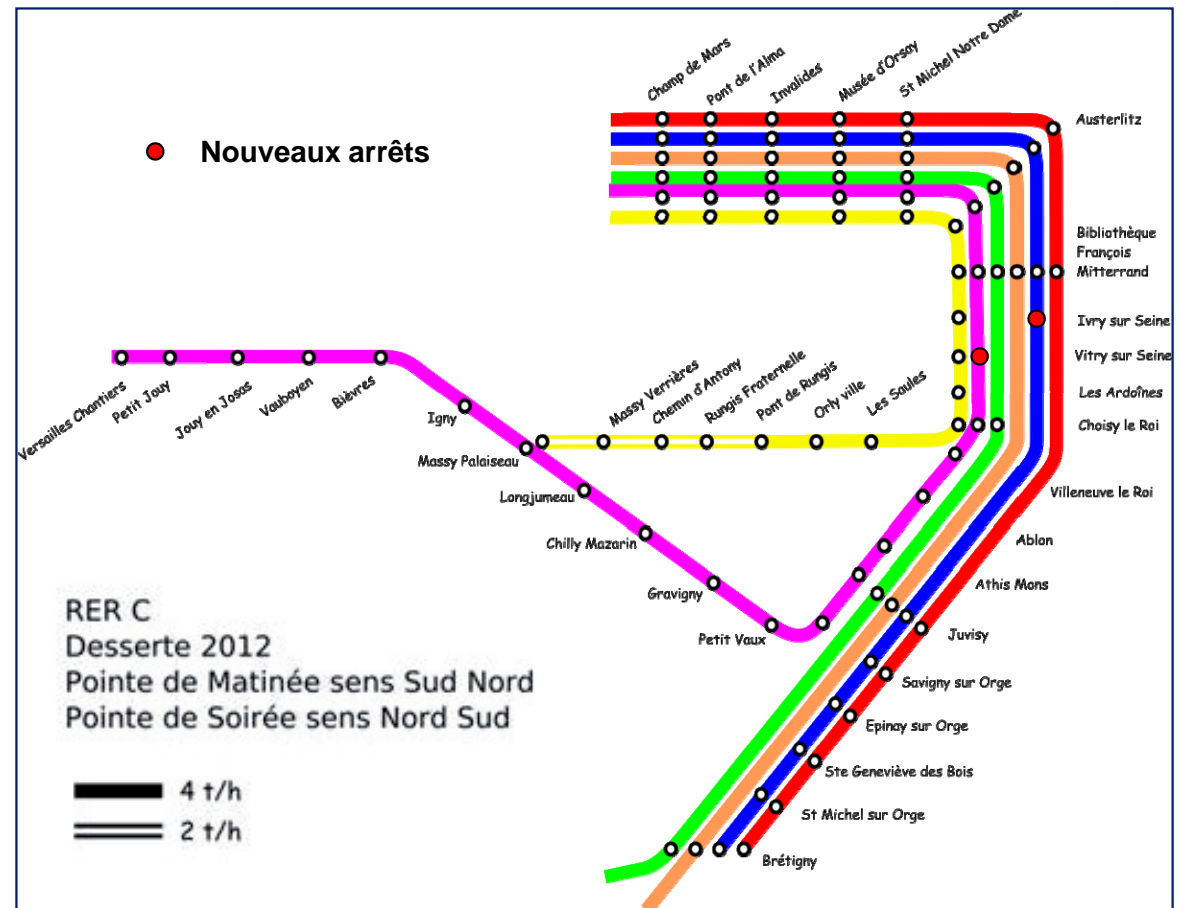 Champ de Mars
Pont de l'Alma
Invalides
Musée d'Orsay
St Michel Notre Dame
Austerlitz
Nouveaux arrêts
Bibliothèque
François
Mitterrand
Ivry sur Seine
Vitry sur Seine
Les Ardoînes
Choisy le Roi
Versailles Chantiers
Petit Jouy
Jouy en Josas
Vauboyen
Bièvres
Igny
Massy Palaiseau
Massy Verrières
Chemin d'Antony
Rungis Fraternelle
Pont de Rungis
Orly ville
Les Saules
Longjumeau
Chilly Mazarin
Gravigny
Petit Vaux
Villeneuve le Roi
Ablon
Athis Mons
Juvisy
Savigny sur Orge
Epinay sur Orge
Ste Geneviève des Bois
St Michel sur Orge
Brétigny
RER C
Desserte 2012
Pointe de Matinée sens Sud Nord
Pointe de Soirée sens Nord Sud
4 t/h
2 t/h